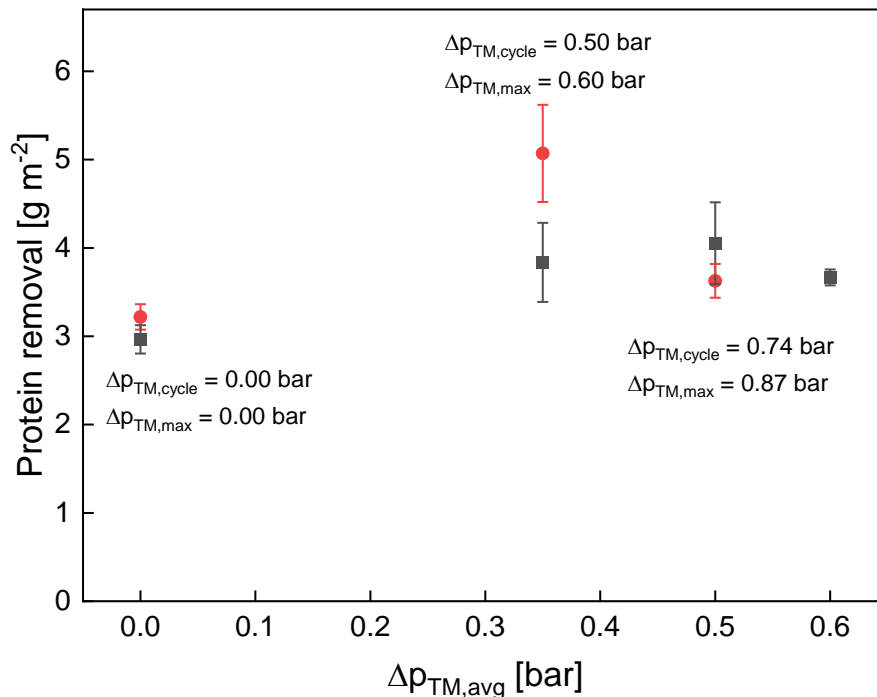 Δp_TM,cycle = 0.50 bar
Δp_TM,max = 0.60 bar
6
5
4
3
2
1
0
Protein removal [g m⁻²]
Δp_TM,cycle = 0.74 bar
Δp_TM,max = 0.87 bar
Δp_TM,cycle = 0.00 bar
Δp_TM,max = 0.00 bar
0.0 0.1 0.2 0.3 0.4 0.5 0.6
Δp_TM,avg [bar]